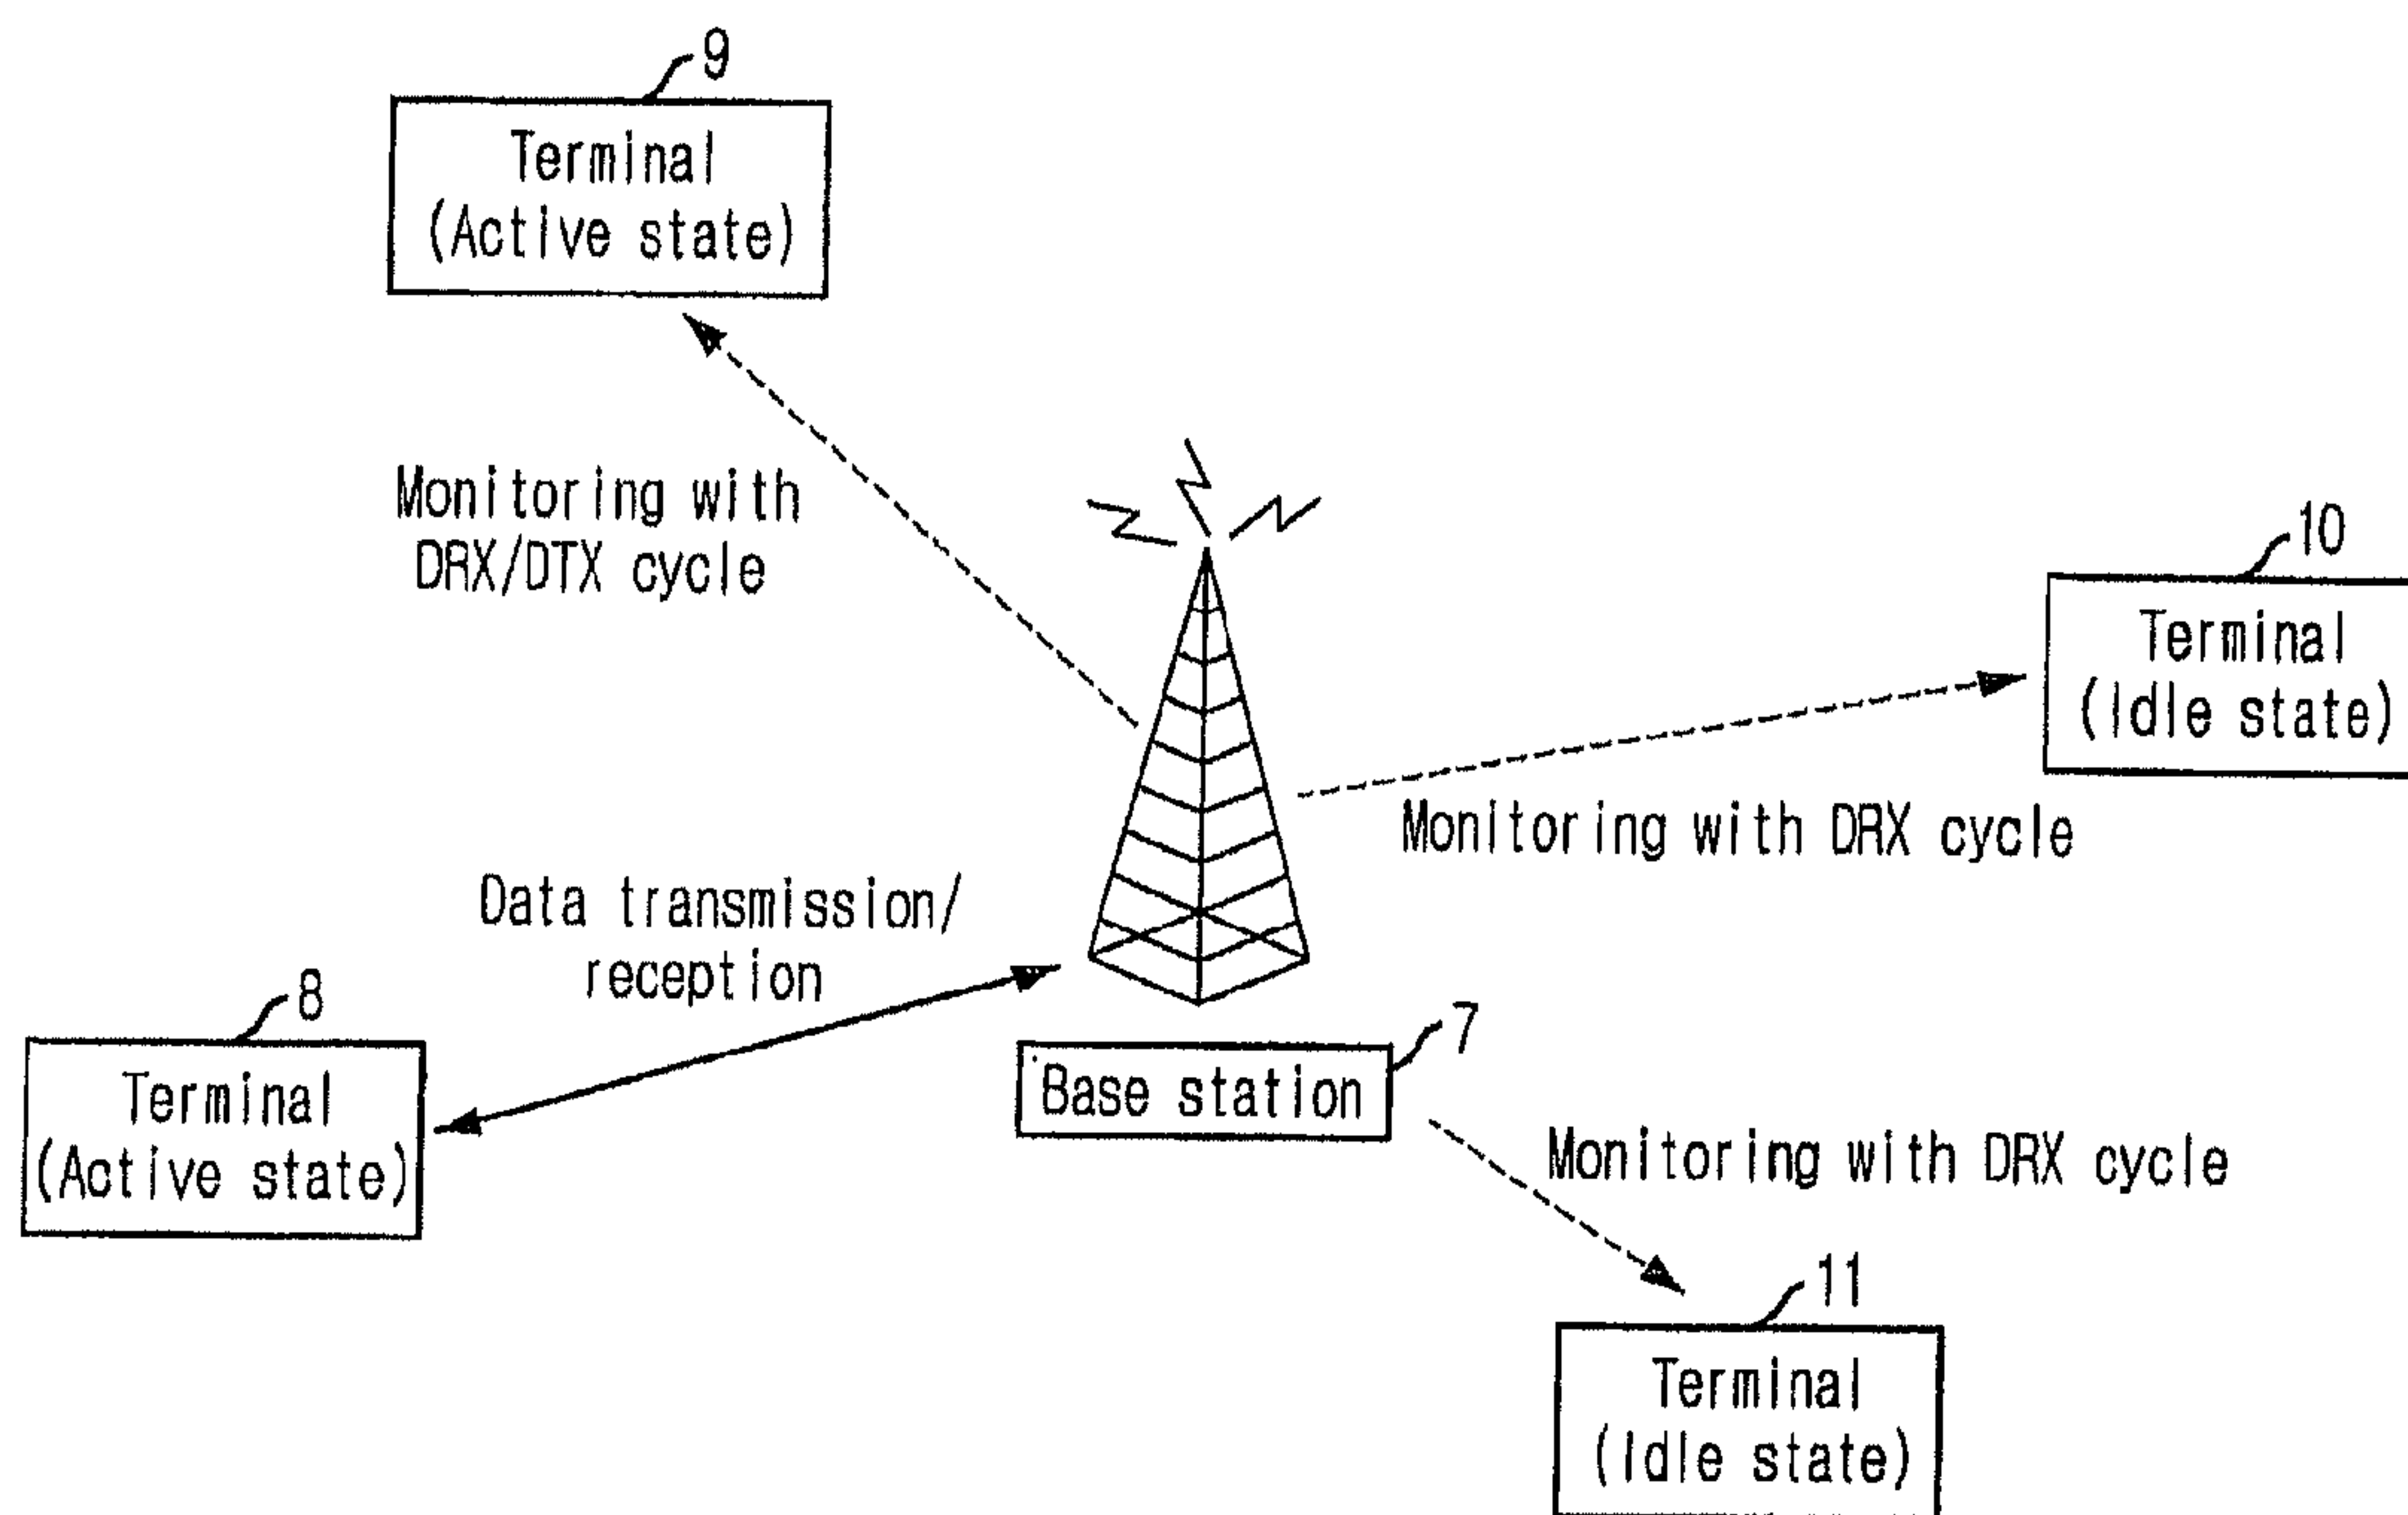 9
Terminal
(Active state)
Monitoring with
DRX/DTX cycle
10
Terminal
(Idle state)
Monitoring with DRX cycle
Data transmission/
reception
8
Terminal
(Active state)
7
Base station
Monitoring with DRX cycle
11
Terminal
(Idle state)